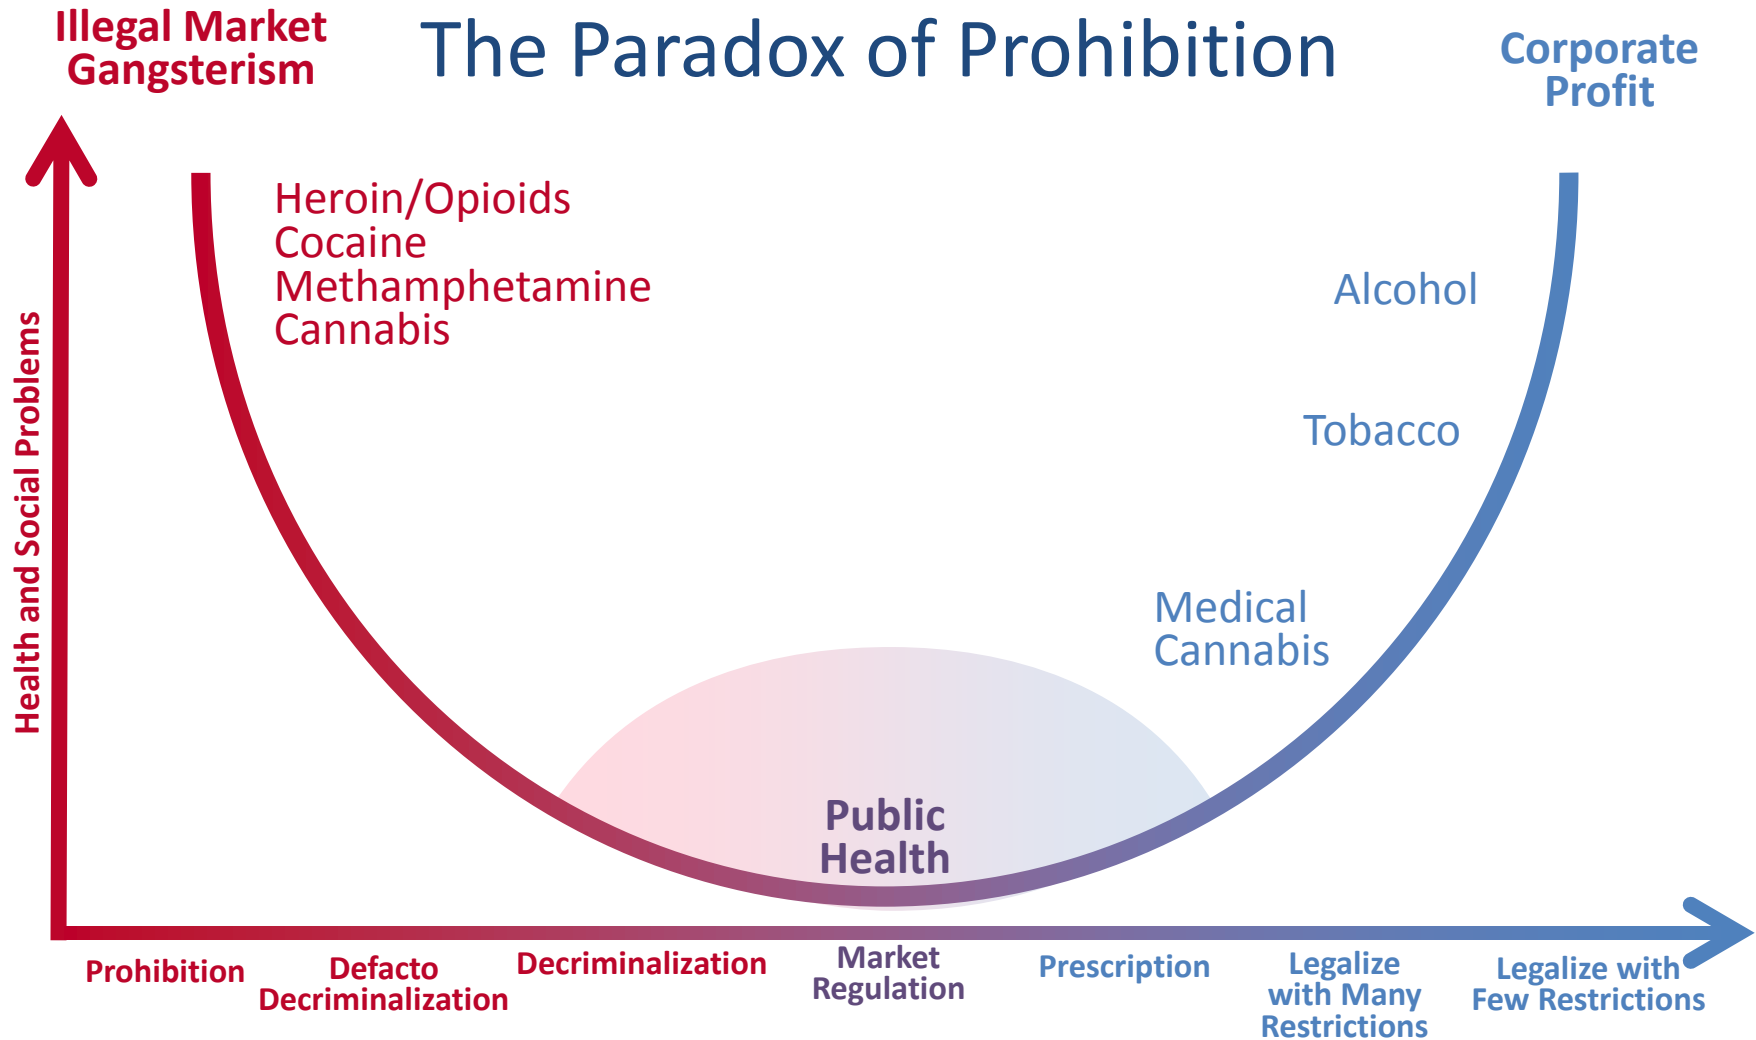 Illegal Market
Gangsterism
The Paradox of Prohibition
Corporate
Profit
Heroin/Opioids
Cocaine
Methamphetamine
Cannabis
Alcohol
Tobacco
Medical
Cannabis
Health and Social Problems
Public
Health
Prohibition
Defacto
Decriminalization
Decriminalization
Market
Regulation
Prescription
Legalize
with Many
Restrictions
Legalize with
Few Restrictions